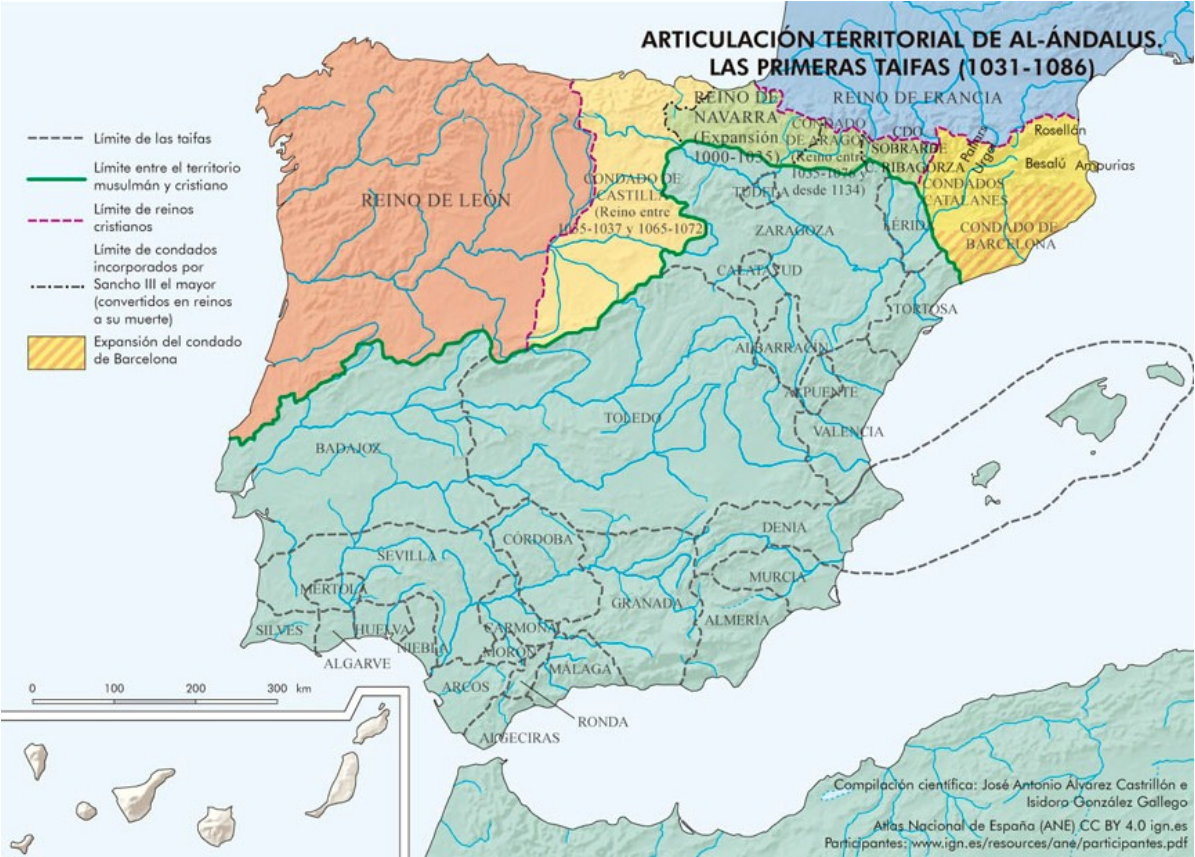 ARTICULACIÓN TERRITORIAL DE AL-ÁNDALUS.
LAS PRIMERAS TAIFAS (1031-1086)
Límite de las taifas
Límite entre el territorio
musulmán y cristiano
Límite de reinos
cristianos
Límite de condados
incorporados por
Sancho III el mayor
(convertidos en reinos
a su muerte)
Expansión del condado
de Barcelona
REINO DE LEÓN
CONDADO DE
CASTILLA
(Reino entre
1035-1037 y 1065-1072)
REINO DE
NAVARRA
(Expansión
1000-1035)
CONDADO
DE ARAGÓN
(Reino entre
1035-1076 y
desde 1134)
REINO DE FRANCIA
CDO
SOBRARDE
C. RIBAGORZA
Pallars
Urgel
Rosellán
Besalú
Ampurias
CONDADOS
CATALANES
CONDADO DE
BARCELONA
TUDELA
ZARAGOZA
LÉRIDA
CALATAYUD
TORTOSA
ALBARRACÍN
ALPUENTE
VALENCIA
TOLEDO
BADAJOZ
DENIA
CÓRDOBA
SEVILLA
MURCIA
MÉRTOLA
GRANADA
ALMERÍA
SILVES
HUELVA
NIEBLA
CARMONA
MORÓN
ALGARVE
MÁLAGA
ARCOS
RONDA
ALGECIRAS
0 100 200 300 km
Compilación científica: José Antonio Álvarez Castrillón e
Isidoro González Gallego
Atlas Nacional de España (ANE) CC BY 4.0 ign.es
Participantes: www.ign.es/resources/ane/participantes.pdf